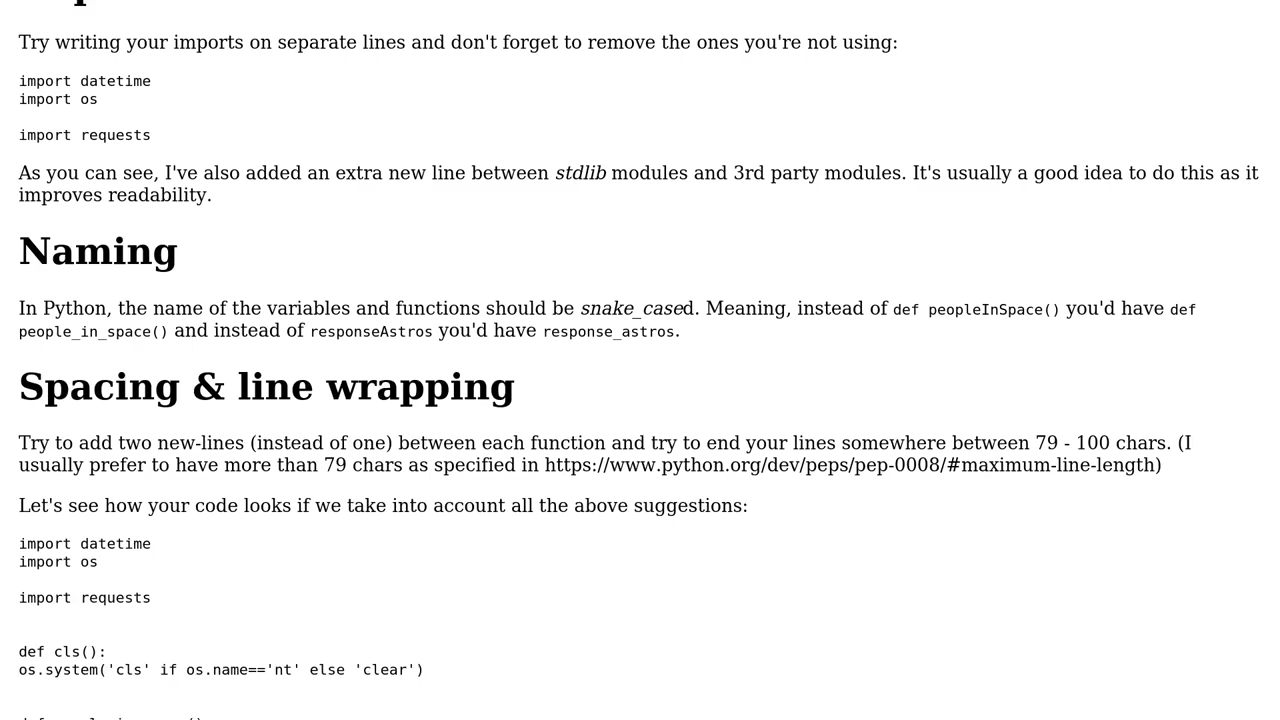 Try writing your imports on separate lines and don't forget to remove the ones you're not using:
import datetime
import os
import requests
As you can see, I've also added an extra new line between stdlib modules and 3rd party modules. It's usually a good idea to do this as it
improves readability.
Naming
In Python, the name of the variables and functions should be snake_cased. Meaning, instead of def peopleInSpace() you'd have def
people_in_space() and instead of responseAstros you'd have response_astros.
Spacing & line wrapping
Try to add two new-lines (instead of one) between each function and try to end your lines somewhere between 79 - 100 chars. (I
usually prefer to have more than 79 chars as specified in https://www.python.org/dev/peps/pep-0008/#maximum-line-length)
Let's see how your code looks if we take into account all the above suggestions:
import datetime
import os
import requests
def cls():
os.system('cls' if os.name=='nt' else 'clear')